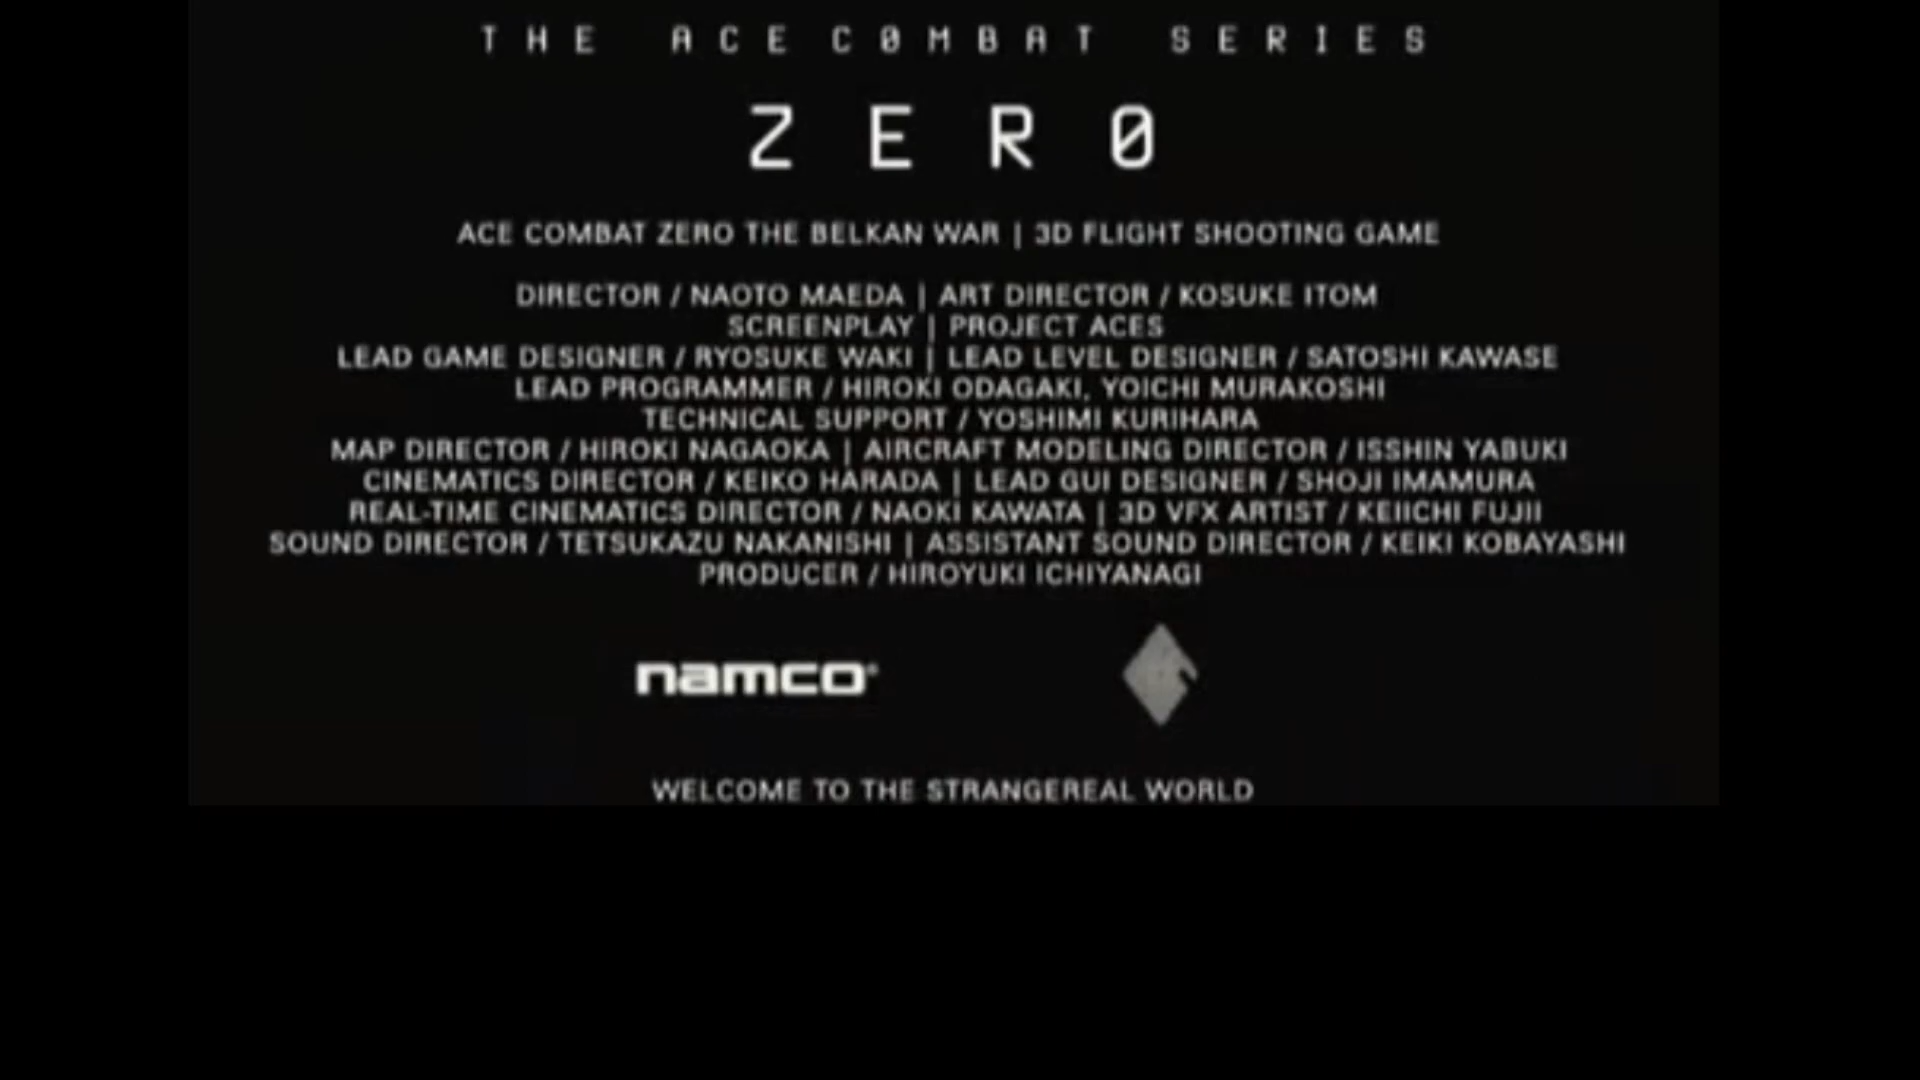 THE ACE COMBAT SERIES
ZERO
ACE COMBAT ZERO THE BELKAN WAR | 3D FLIGHT SHOOTING GAME
DIRECTOR / NAOTO MAEDA | ART DIRECTOR / KOSUKE ITOM
SCREENPLAY | PROJECT ACES
LEAD GAME DESIGNER / RYOSUKE WAKI | LEAD LEVEL DESIGNER / SATOSHI KAWASE
LEAD PROGRAMMER / HIROKI ODAGAKI, YOICHI MURAKOSHI
TECHNICAL SUPPORT / YOSHIMI KURIHARA
MAP DIRECTOR / HIROKI NAGAOKA | AIRCRAFT MODELING DIRECTOR / ISSHIN YABUKI
CINEMATICS DIRECTOR / KEIKO HARADA | LEAD GUI DESIGNER / SHOJI IMAMURA
REAL-TIME CINEMATICS DIRECTOR / NAOKI KAWATA | 3D VFX ARTIST / KEIICHI FUJII
SOUND DIRECTOR / TETSUKAZU NAKANISHI | ASSISTANT SOUND DIRECTOR / KEIKI KOBAYASHI
PRODUCER / HIROYUKI ICHIYANAGI
namco®
WELCOME TO THE STRANGEREAL WORLD